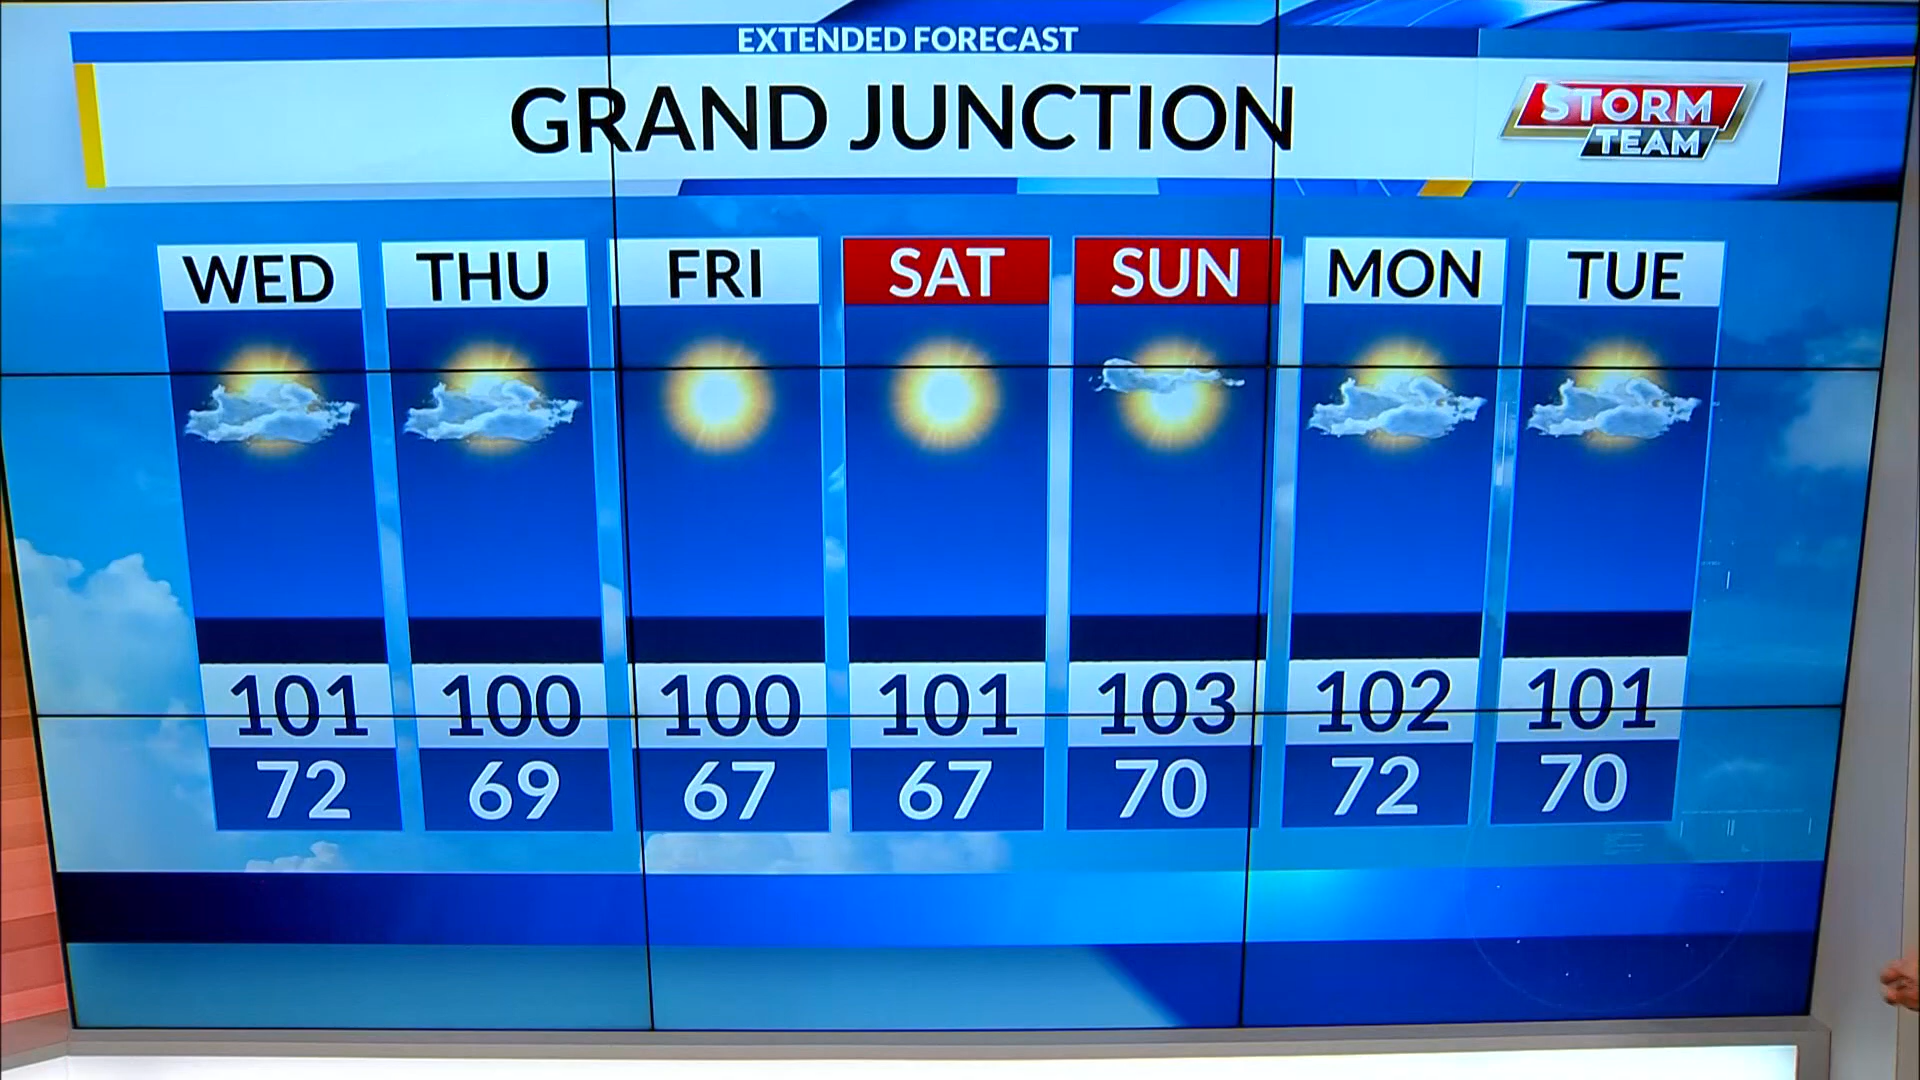 EXTENDED FORECAST
GRAND JUNCTION
STORM
TEAM
WED THU FRI SAT SUN MON TUE
101 100 100 101 103 102 101
72 69 67 67 70 72 70